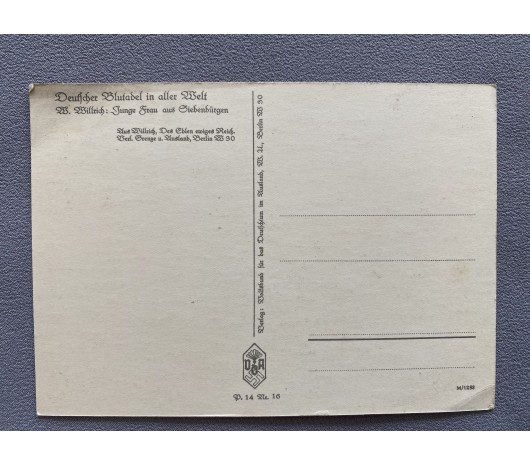 Deutscher Blutadel in aller Welt
W. Willrich: Junge Frau aus Siebenbürgen
Aus Willrich, Des Edlen ewiges Reich.
Verl. Grenze u. Ausland, Berlin W 30
Verlag: Volksbund für das Deutschtum im Ausland, W. U., Berlin W 30
VDA
P. 14 Nr. 16